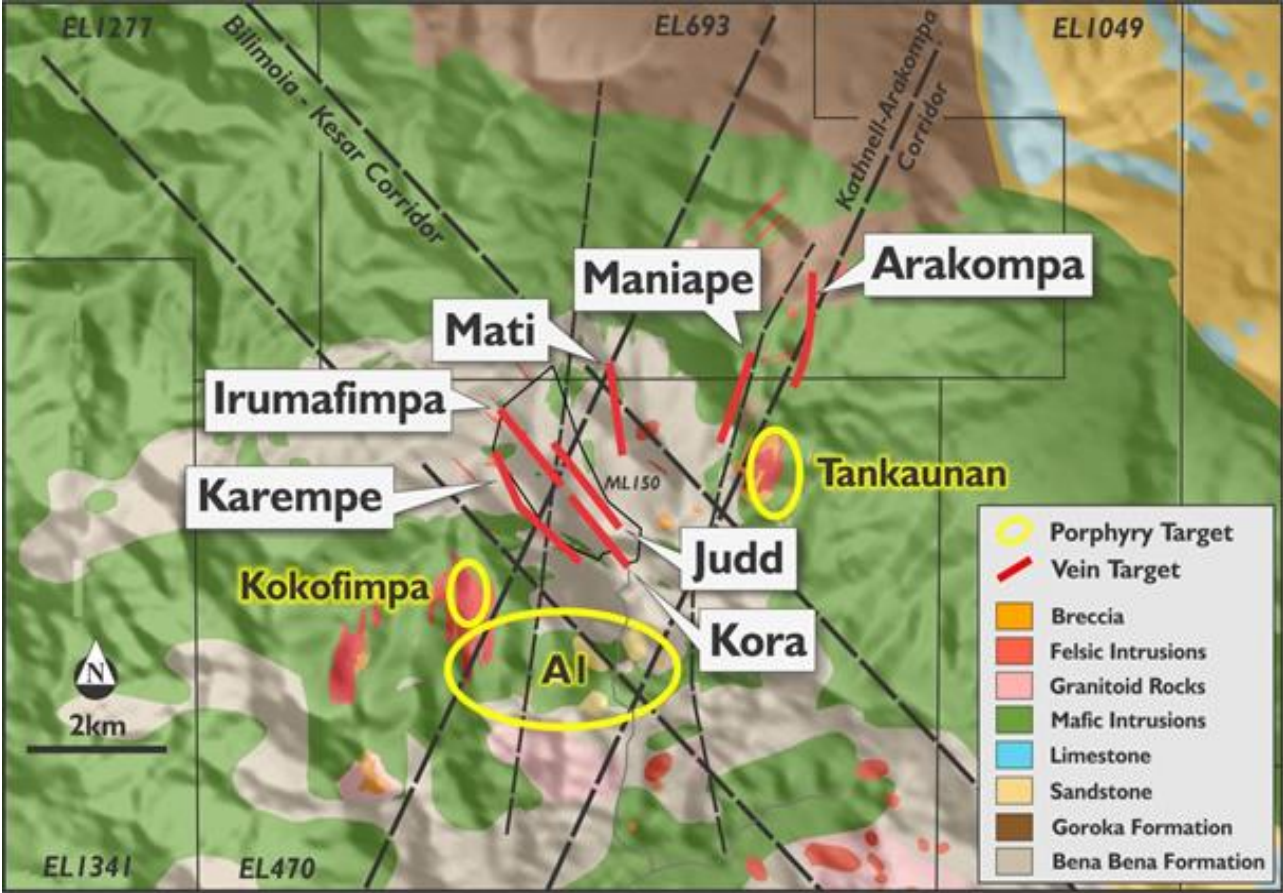 EL1277
EL693
EL1049
Bilimoia - Kesar Corridor
Kathnell-Arakompa
Corridor
Maniape
Arakompa
Mati
Irumafimpa
Karempe
ML150
Tankaunan
Judd
Kokofimpa
Kora
A1
N
2km
EL1341
EL470
Porphyry Target
Vein Target
Breccia
Felsic Intrusions
Granitoid Rocks
Mafic Intrusions
Limestone
Sandstone
Goroka Formation
Bena Bena Formation